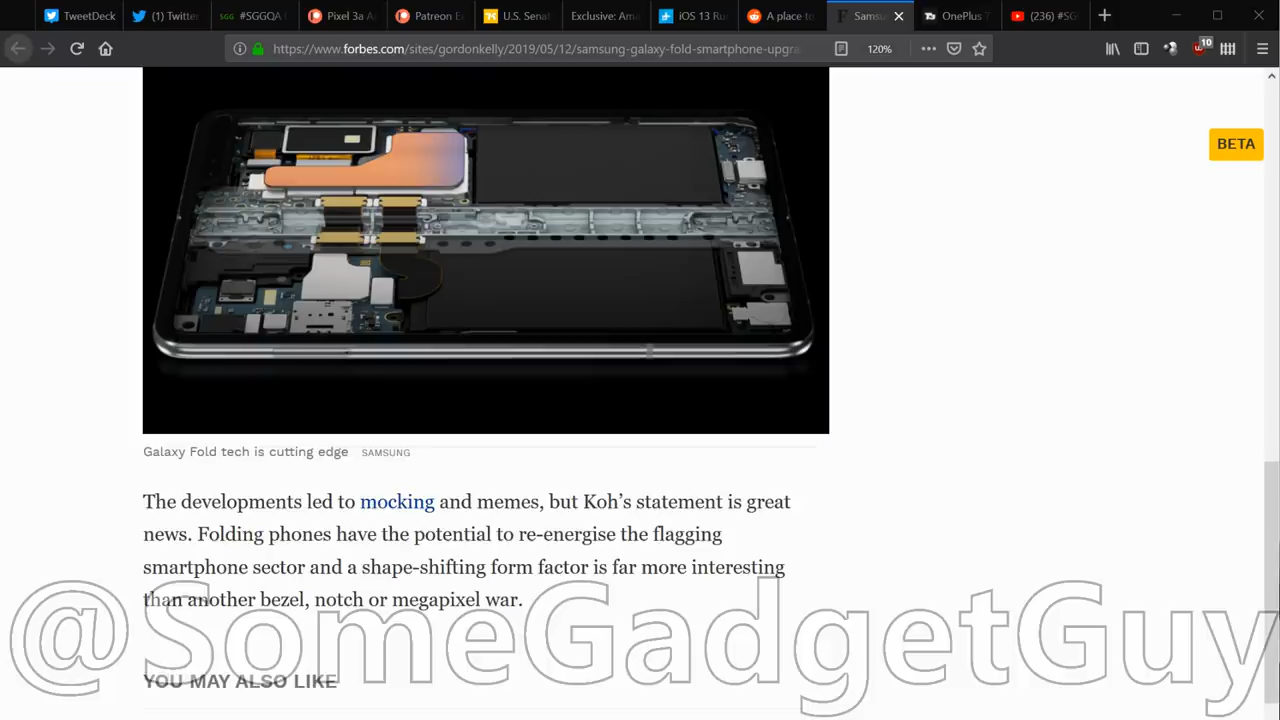 TweetDeck
(1) Twitter
SGG #SGGQA (
Pixel 3a A
Patreon E
U.S. Sena
Exclusive: Ama
iOS 13 Ru
A place to
F Samsu
OnePlus 7
(236) #SG
https://www.forbes.com/sites/gordonkelly/2019/05/12/samsung-galaxy-fold-smartphone-upgra
120%
10
BETA
Galaxy Fold tech is cutting edge SAMSUNG
The developments led to mocking and memes, but Koh's statement is great
news. Folding phones have the potential to re-energise the flagging
smartphone sector and a shape-shifting form factor is far more interesting
than another bezel, notch or megapixel war.
@SomeGadgetGuy
YOU MAY ALSO LIKE